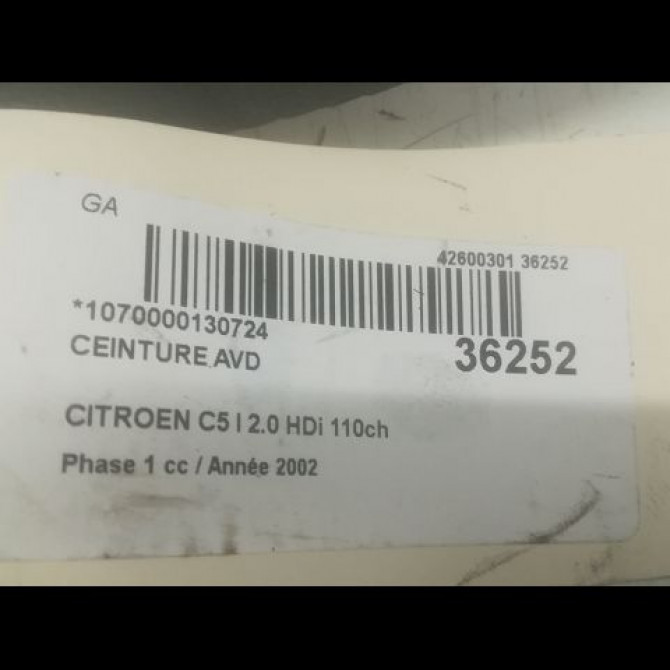 GA
42600301 36252
*1070000130724
36252
CEINTURE AVD
CITROEN C5 I 2.0 HDi 110ch
Phase 1 cc / Année 2002